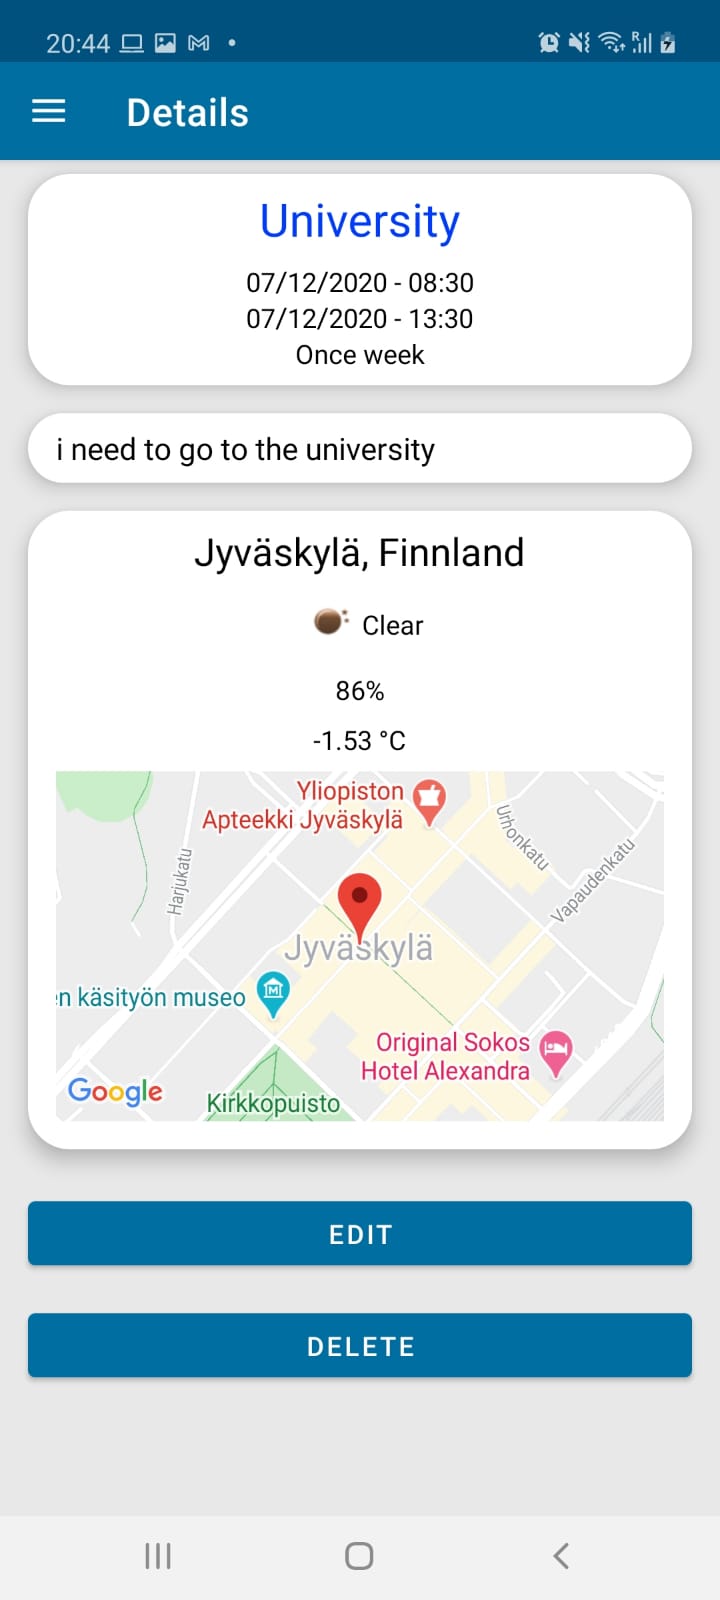 20:44
R
Details
University
07/12/2020 - 08:30
07/12/2020 - 13:30
Once week
i need to go to the university
Jyväskylä, Finnland
Clear
86%
-1.53 °C
Yliopiston
Apteekki Jyväskylä
Urhonkatu
Harjukatu
Vapaudenkatu
Jyväskylä
en käsityön museo
M
Original Sokos
Hotel Alexandra
Google
Kirkkopuisto
EDIT
DELETE